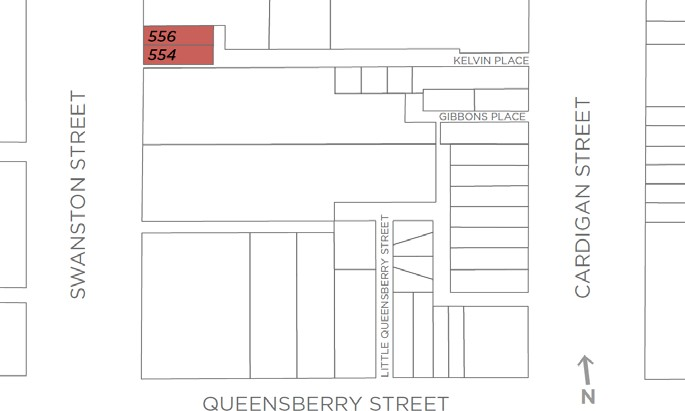 556
554
KELVIN PLACE
GIBBONS PLACE
SWANSTON STREET
CARDIGAN STREET
LITTLE QUEENSBERRY STREET
N
QUEENSBERRY STREET